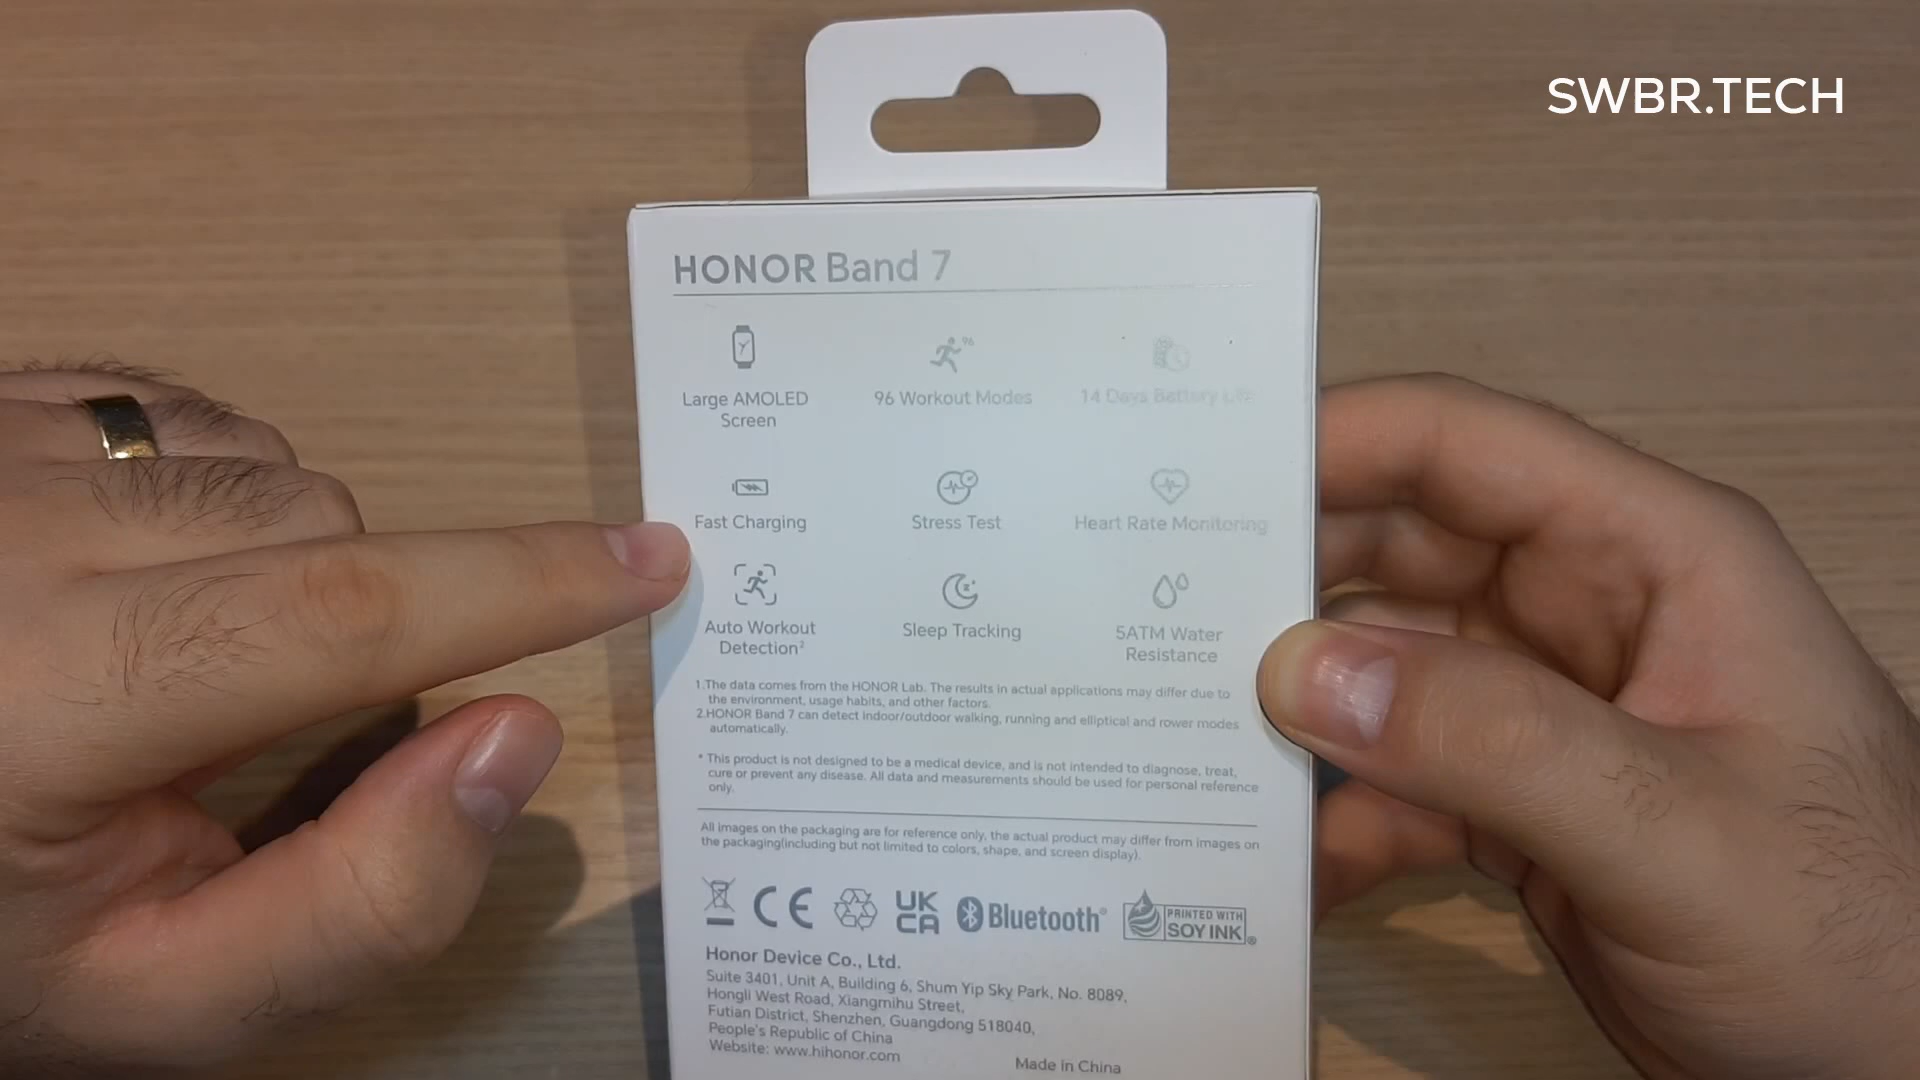 SWBR.TECH
HONOR Band 7
Large AMOLED
Screen
96
96 Workout Modes
14 Days Battery Life
Fast Charging
Stress Test
Heart Rate Monitoring
Auto Workout
Detection²
Sleep Tracking
5ATM Water
Resistance
1.The data comes from the HONOR Lab. The results in actual applications may differ due to
the environment, usage habits, and other factors.
2.HONOR Band 7 can detect indoor/outdoor walking, running and elliptical and rower modes
automatically.
* This product is not designed to be a medical device, and is not intended to diagnose, treat,
cure or prevent any disease. All data and measurements should be used for personal reference
only.
All images on the packaging are for reference only, the actual product may differ from images on
the packaging(including but not limited to colors, shape, and screen display).
CE
UK
CA
Bluetooth®
PRINTED WITH
SOY INK®
Honor Device Co., Ltd.
Suite 3401, Unit A, Building 6, Shum Yip Sky Park, No. 8089,
Hongli West Road, Xiangmihu Street,
Futian District, Shenzhen, Guangdong 518040,
People's Republic of China
Website: www.hihonor.com
Made in China